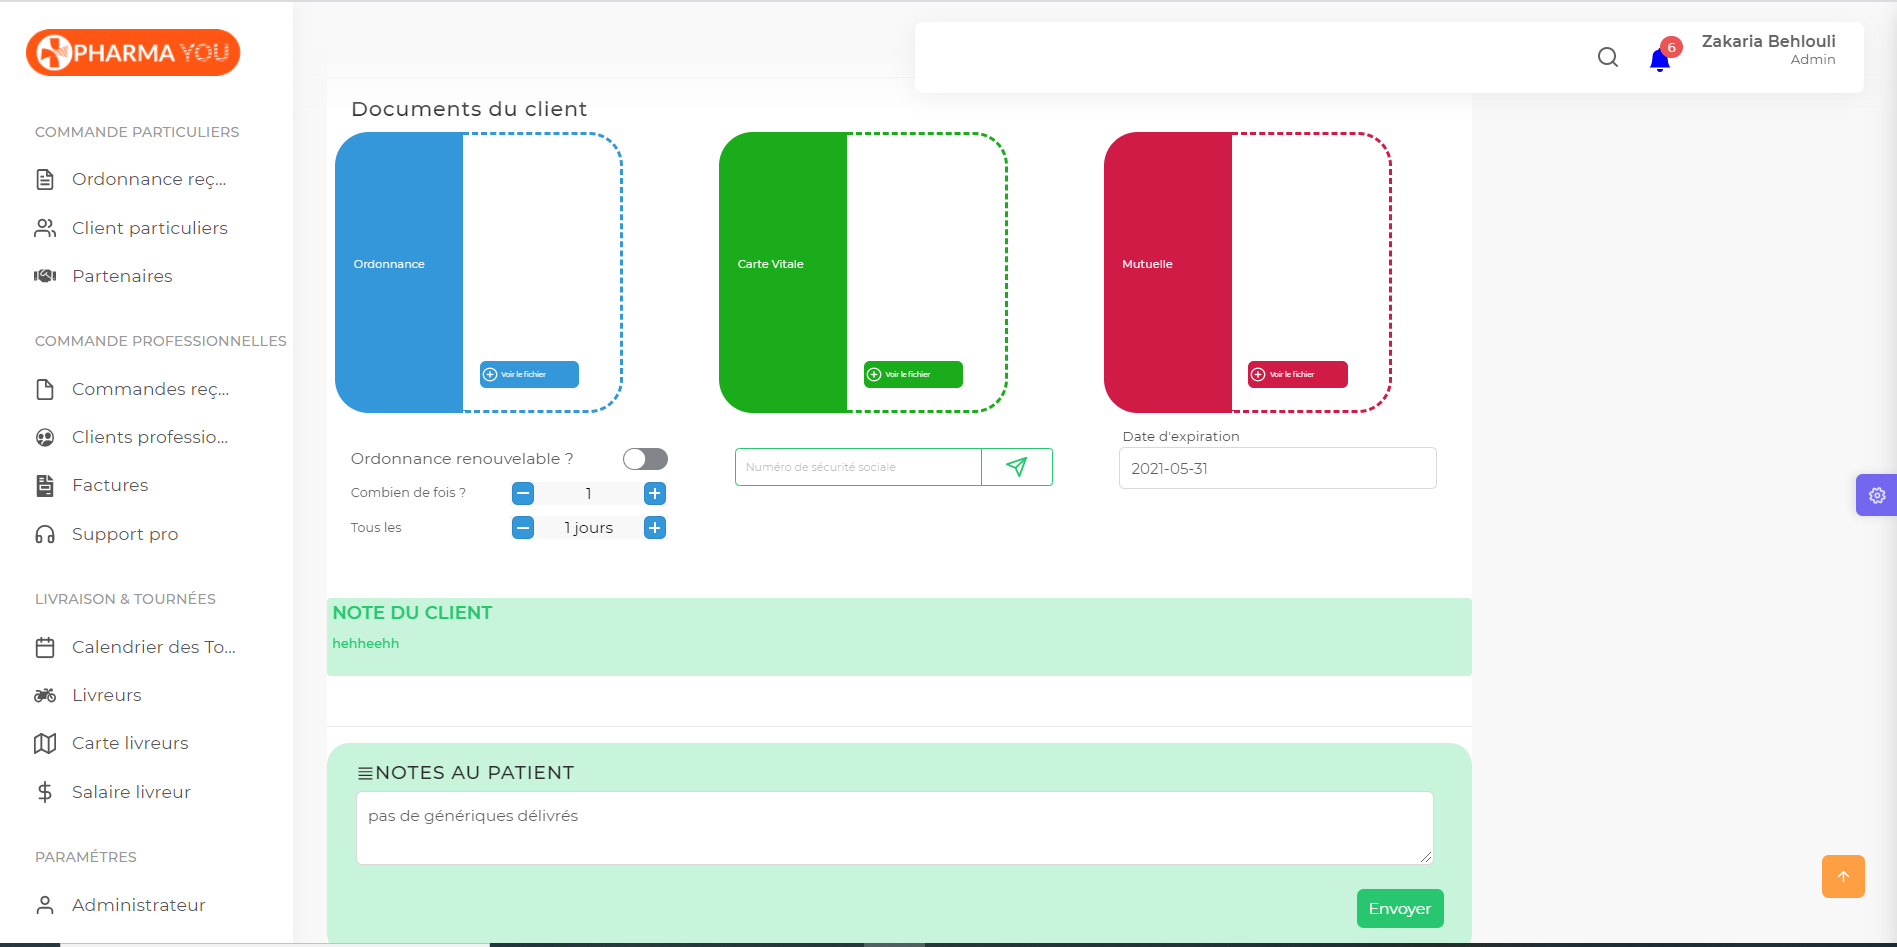 PHARMA YOU
COMMANDE PARTICULIERS
Ordonnance reç...
Client particuliers
Partenaires
COMMANDE PROFESSIONNELLES
Commandes reç...
Clients professio...
Factures
Support pro
LIVRAISON & TOURNÉES
Calendrier des To...
Livreurs
Carte livreurs
Salaire livreur
PARAMÉTRES
Administrateur
6
Zakaria Behlouli
Admin
Documents du client
Ordonnance
Voir le fichier
Carte Vitale
Voir le fichier
Mutuelle
Voir le fichier
Ordonnance renouvelable ?
Combien de fois ?
1
Tous les
1 jours
Numéro de sécurité sociale
Date d'expiration
2021-05-31
NOTE DU CLIENT
hehheehh
NOTES AU PATIENT
pas de génériques délivrés
Envoyer